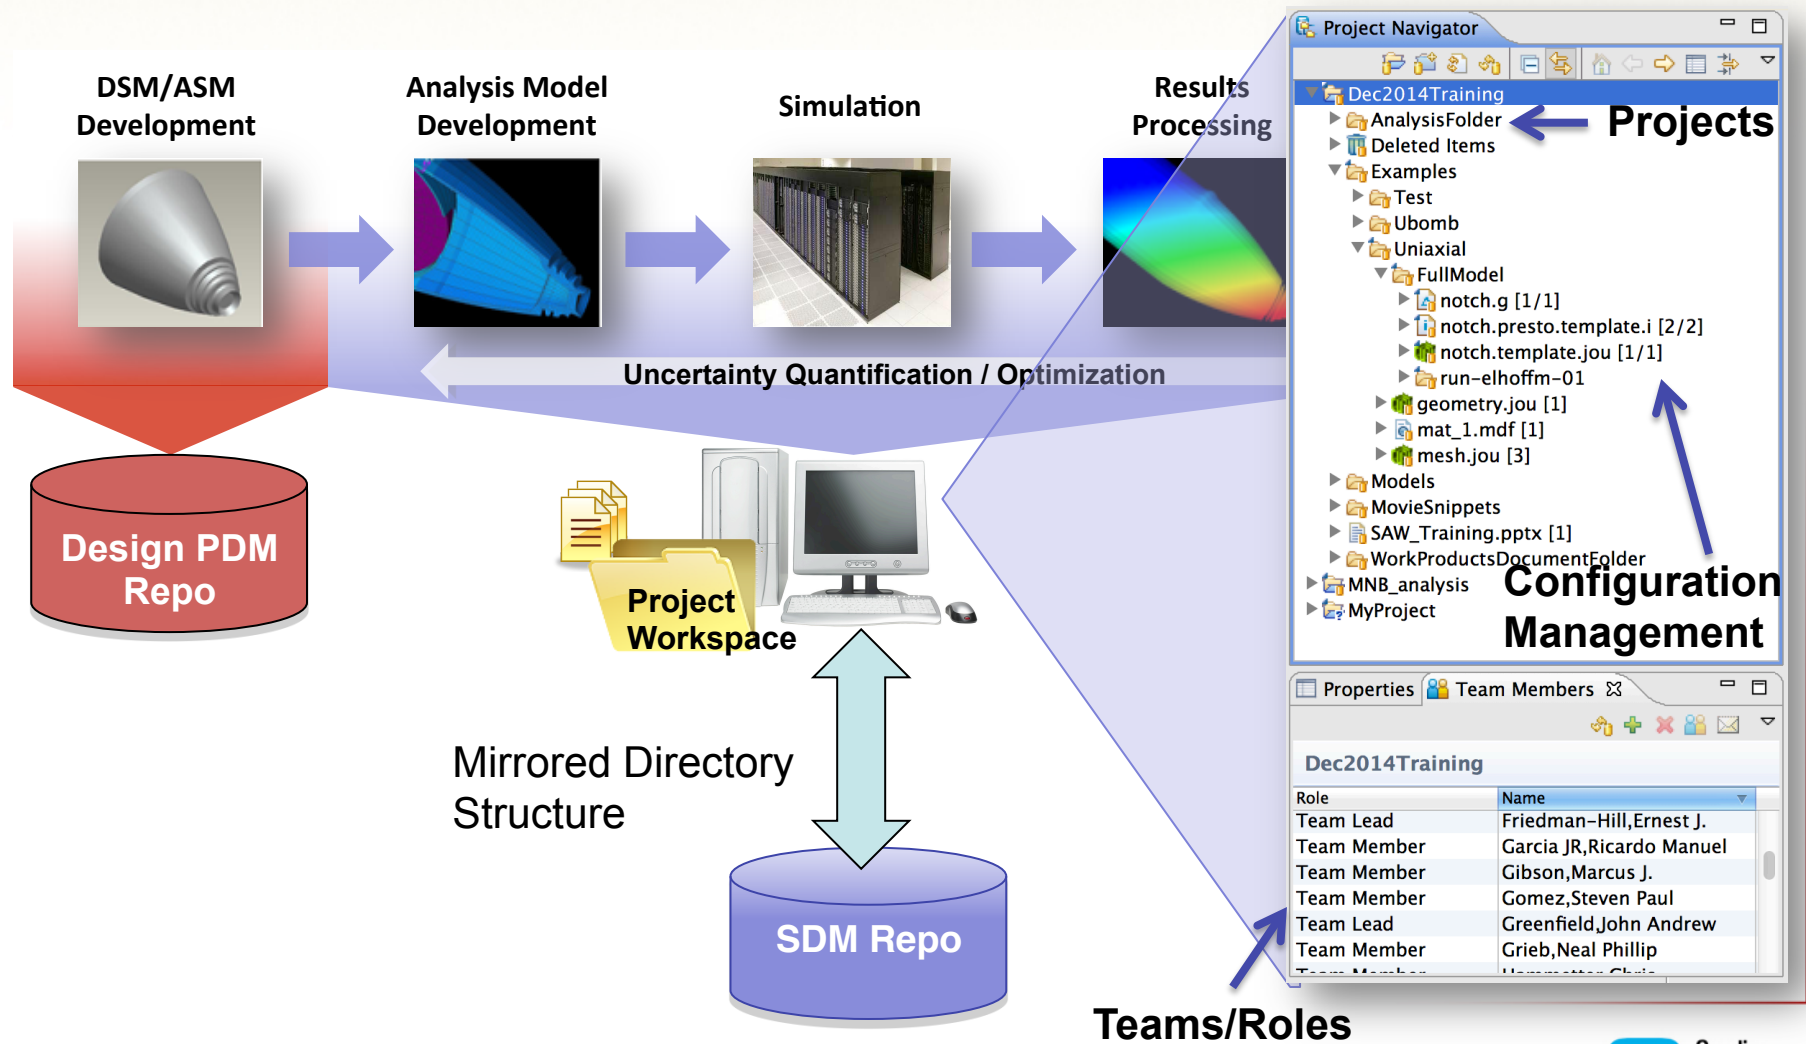 DSM/ASM
Development
Analysis Model
Development
Simulation
Results
Processing
Uncertainty Quantification / Optimization
Design PDM
Repo
Project
Workspace
Mirrored Directory
Structure
SDM Repo
Project Navigator
Dec2014Training
AnalysisFolder
Projects
Deleted Items
Examples
Test
Ubomb
Uniaxial
FullModel
notch.g [1/1]
notch.presto.template.i [2/2]
notch.template.jou [1/1]
run-elhoffm-01
geometry.jou [1]
mat_1.mdf [1]
mesh.jou [3]
Models
MovieSnippets
SAW_Training.pptx [1]
WorkProductsDocumentFolder
MNB_analysis
MyProject
Configuration
Management
Properties Team Members
Dec2014Training
Role Name
Team Lead Friedman-Hill,Ernest J.
Team Member Garcia JR,Ricardo Manuel
Team Member Gibson,Marcus J.
Team Member Gomez,Steven Paul
Team Lead Greenfield,John Andrew
Team Member Grieb,Neal Phillip
Teams/Roles